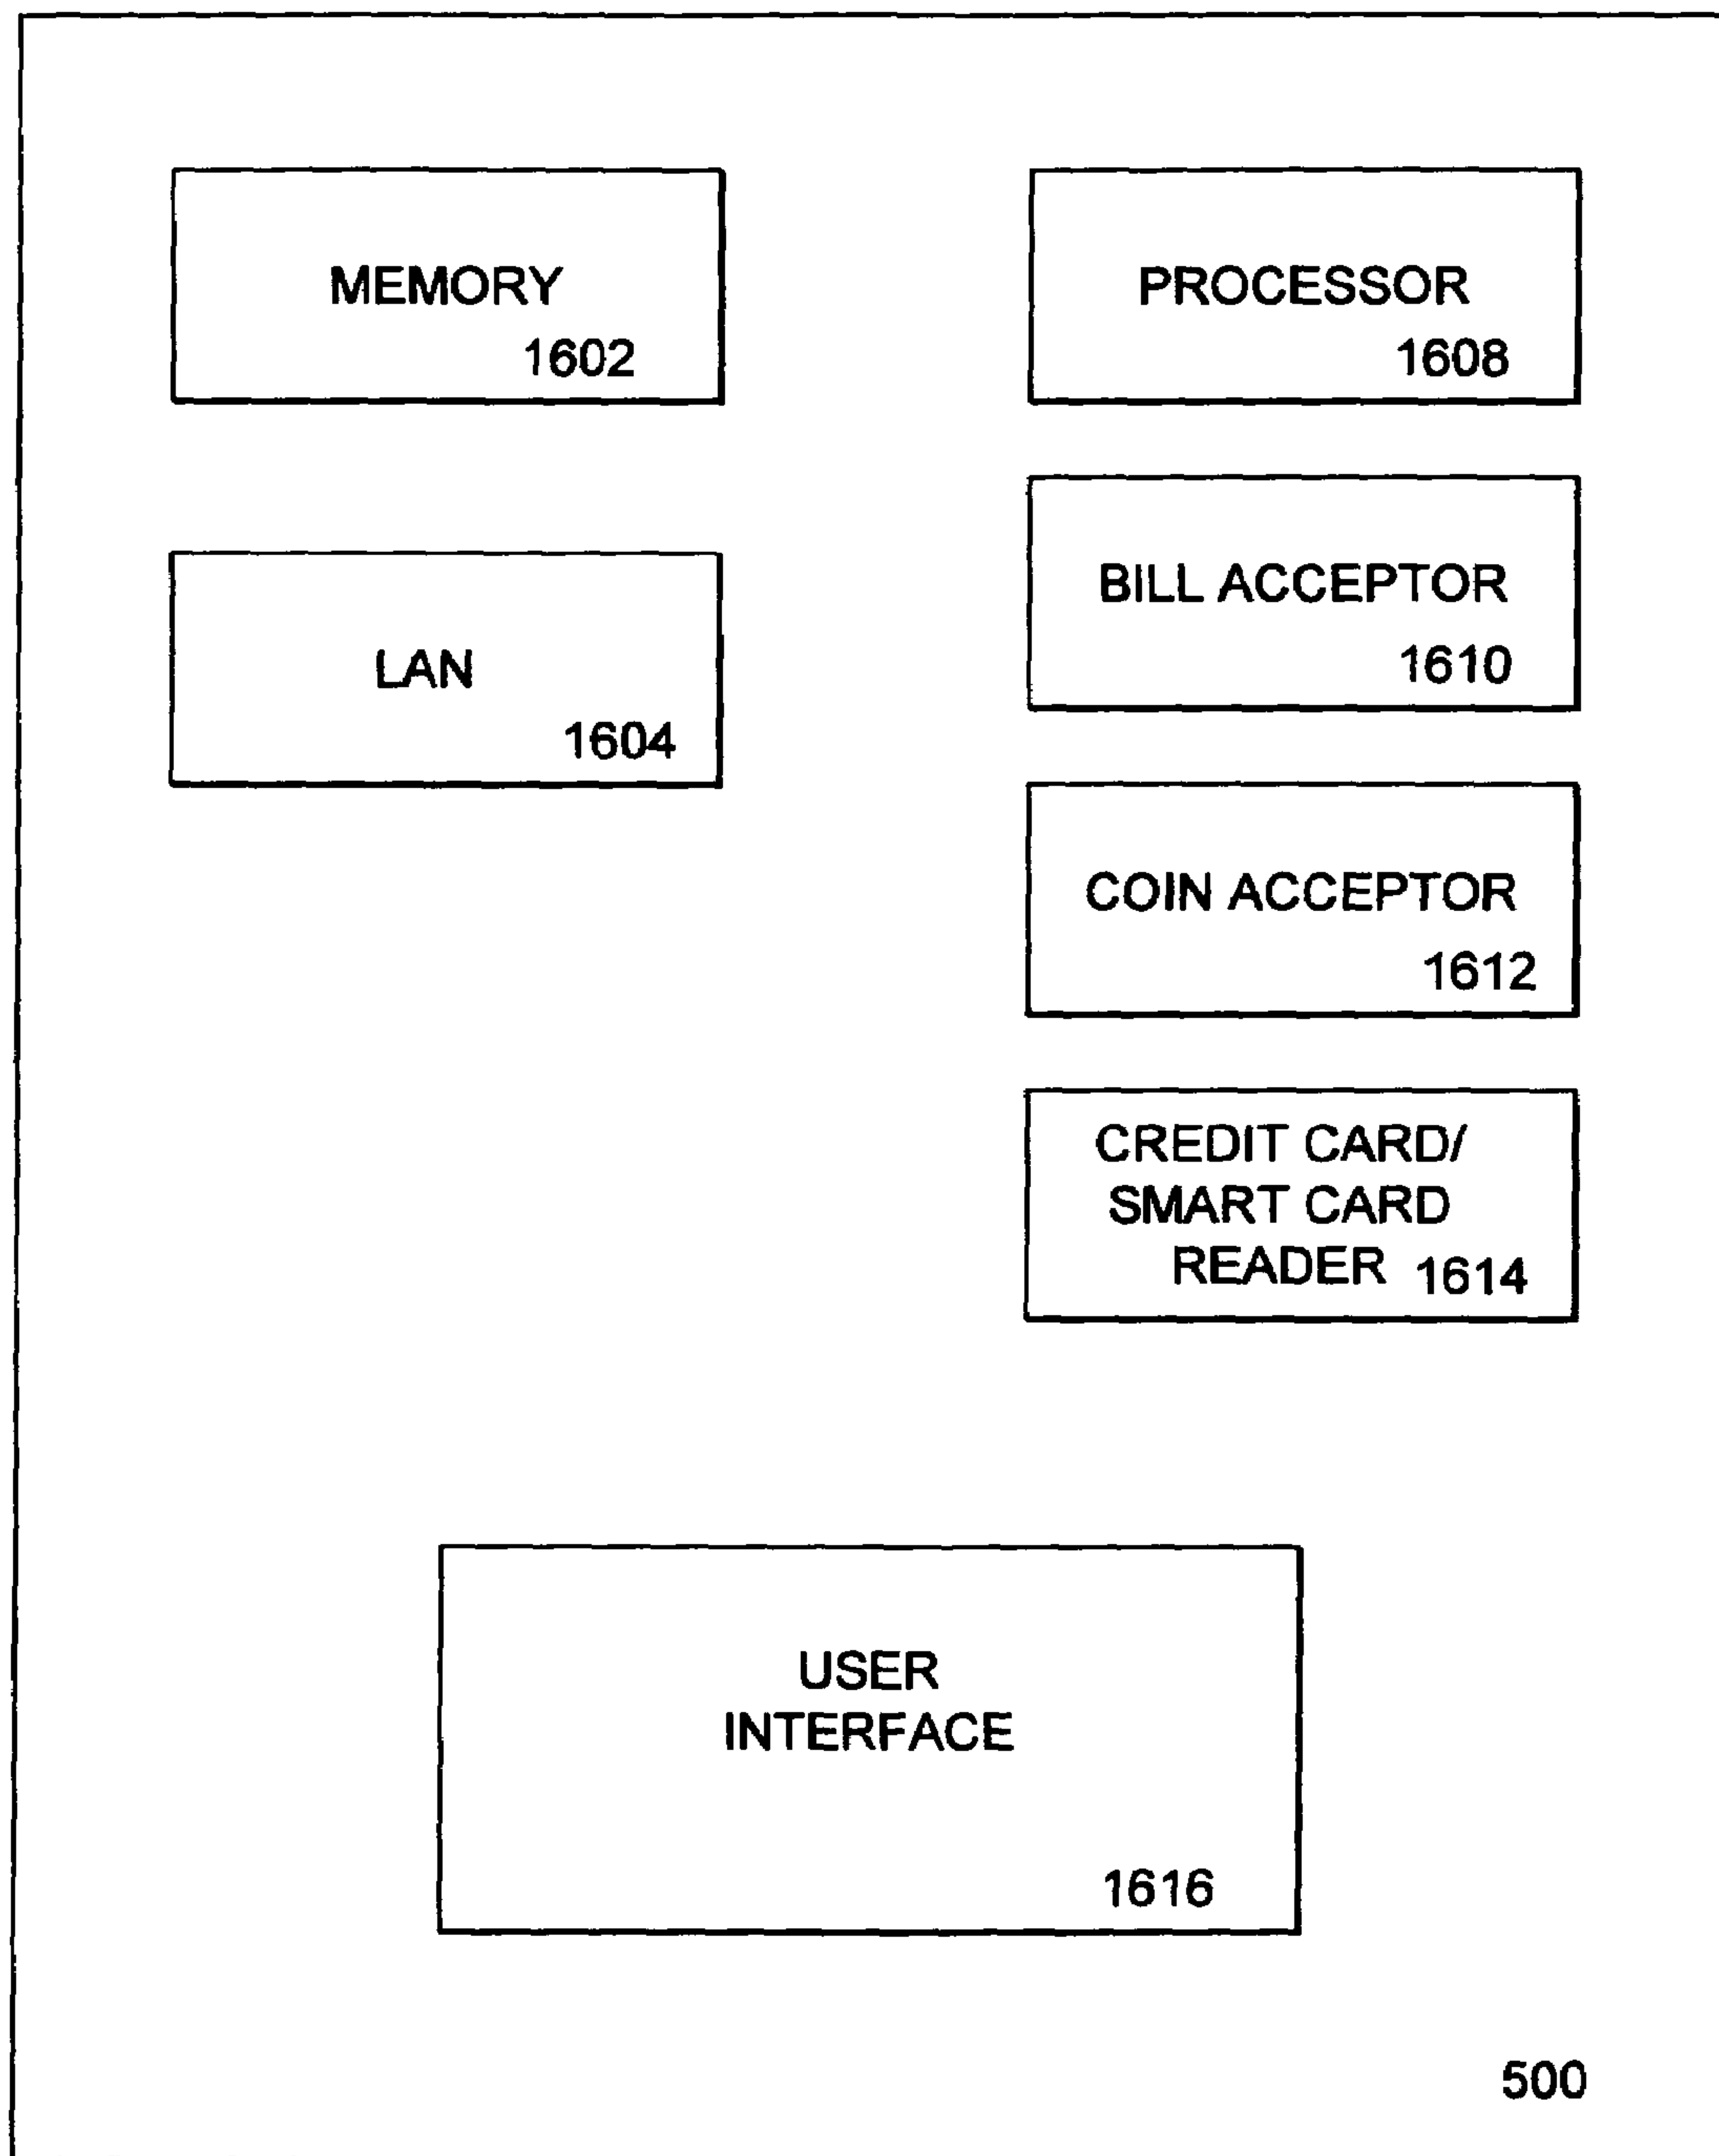 MEMORY
1602
PROCESSOR
1608
LAN
1604
BILL ACCEPTOR
1610
COIN ACCEPTOR
1612
CREDIT CARD/
SMART CARD
READER 1614
USER
INTERFACE
1616
500